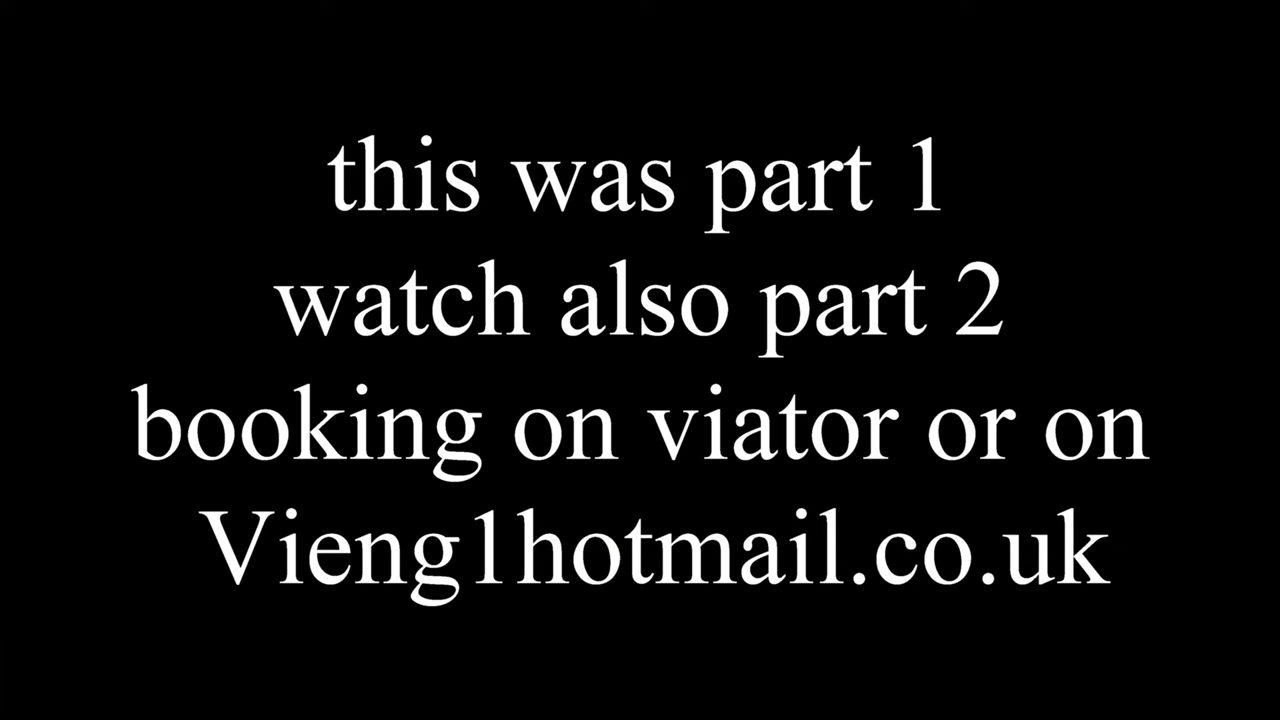 this was part 1
watch also part 2
booking on viator or on
Vieng1hotmail.co.uk